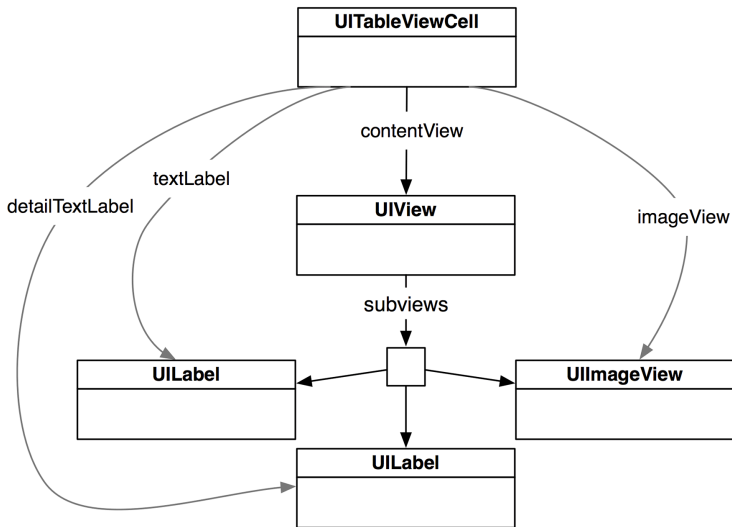 UITableViewCell
contentView
textLabel
detailTextLabel
UIView
imageView
subviews
UILabel
UIImageView
UILabel